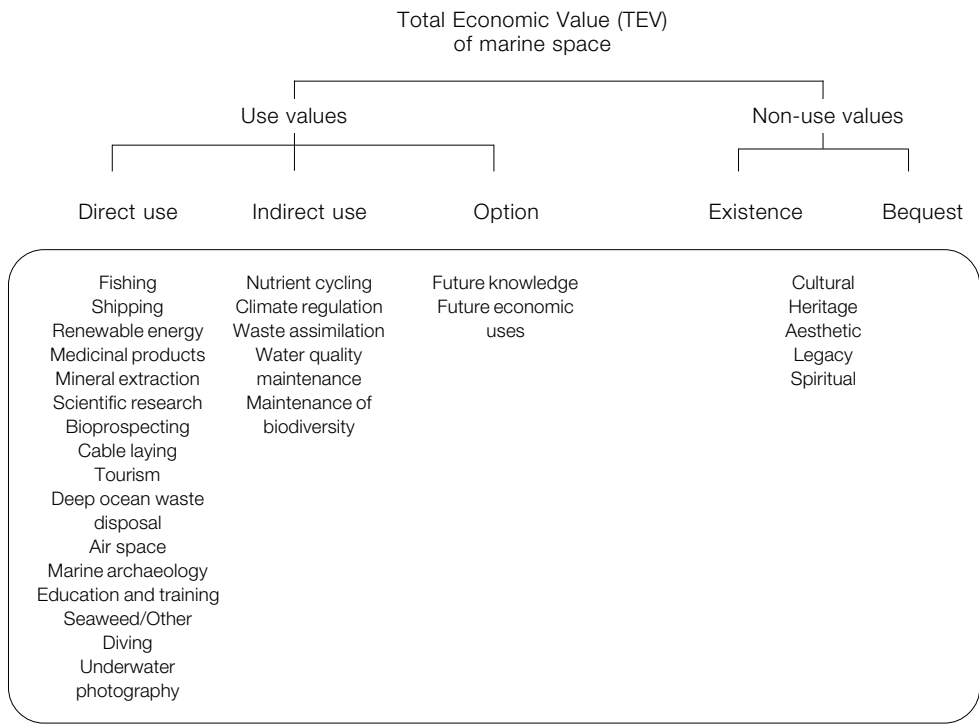 Total Economic Value (TEV)
of marine space
Use values
Non-use values
Direct use
Indirect use
Option
Existence
Bequest
Fishing
Shipping
Renewable energy
Medicinal products
Mineral extraction
Scientific research
Bioprospecting
Cable laying
Tourism
Deep ocean waste
disposal
Air space
Marine archaeology
Education and training
Seaweed/Other
Diving
Underwater
photography
Nutrient cycling
Climate regulation
Waste assimilation
Water quality
maintenance
Maintenance of
biodiversity
Future knowledge
Future economic
uses
Cultural
Heritage
Aesthetic
Legacy
Spiritual